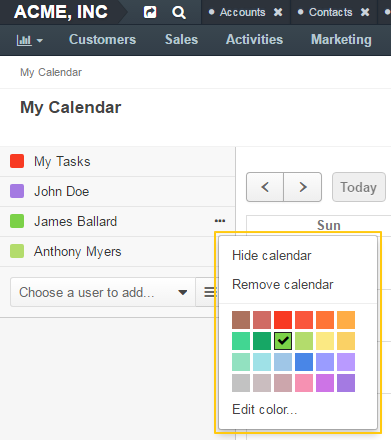 ACME, INC
Accounts ✖ Contacts ✖
Customers Sales Activities Marketing
My Calendar
My Calendar
My Tasks
John Doe
James Ballard ...
Anthony Myers
Choose a user to add...
< > Today
Sun
Hide calendar
Remove calendar
Edit color...